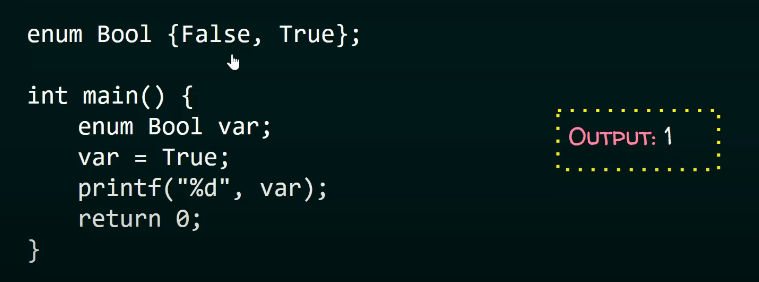 enum Bool {False, True};
int main() {
enum Bool var;
var = True;
printf("%d", var);
return 0;
}
OUTPUT: 1